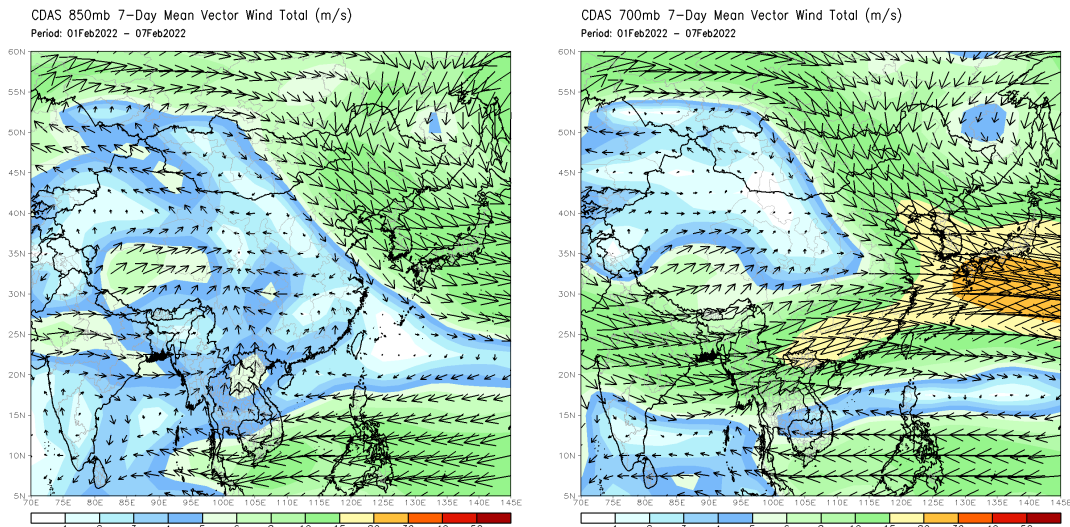 CDAS 850mb 7-Day Mean Vector Wind Total (m/s)
Period: 01Feb2022 - 07Feb2022
60N
55N
50N
45N
40N
35N
30N
25N
20N
15N
10N
5N
70E 75E 80E 85E 90E 95E 100E 105E 110E 115E 120E 125E 130E 135E 140E 145E
CDAS 700mb 7-Day Mean Vector Wind Total (m/s)
Period: 01Feb2022 - 07Feb2022
60N
55N
50N
45N
40N
35N
30N
25N
20N
15N
10N
5N
70E 75E 80E 85E 90E 95E 100E 105E 110E 115E 120E 125E 130E 135E 140E 145E